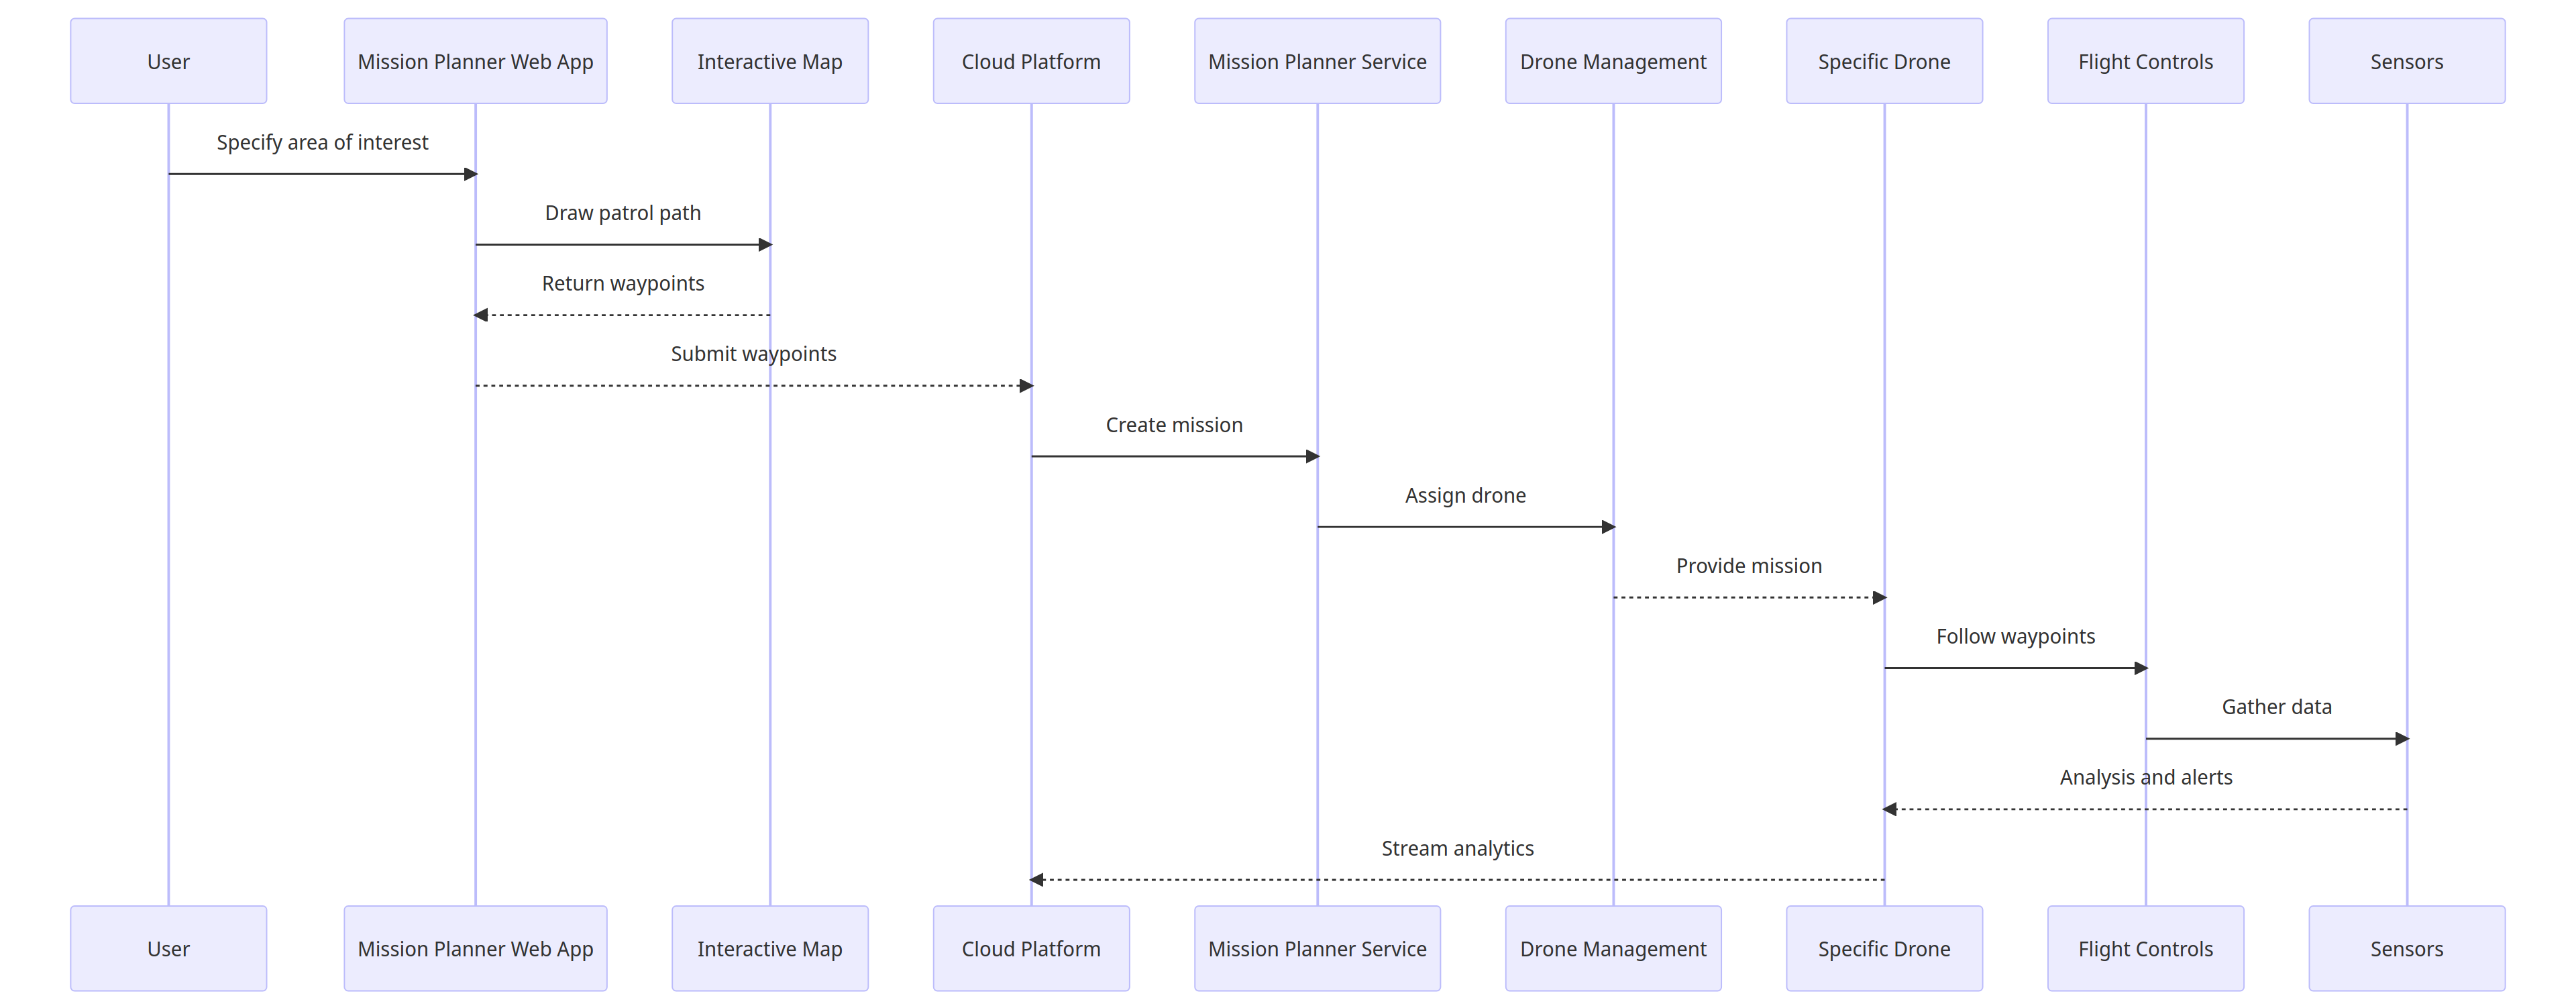 User
Mission Planner Web App
Interactive Map
Cloud Platform
Mission Planner Service
Drone Management
Specific Drone
Flight Controls
Sensors
Specify area of interest
Draw patrol path
Return waypoints
Submit waypoints
Create mission
Assign drone
Provide mission
Follow waypoints
Gather data
Analysis and alerts
Stream analytics
User
Mission Planner Web App
Interactive Map
Cloud Platform
Mission Planner Service
Drone Management
Specific Drone
Flight Controls
Sensors